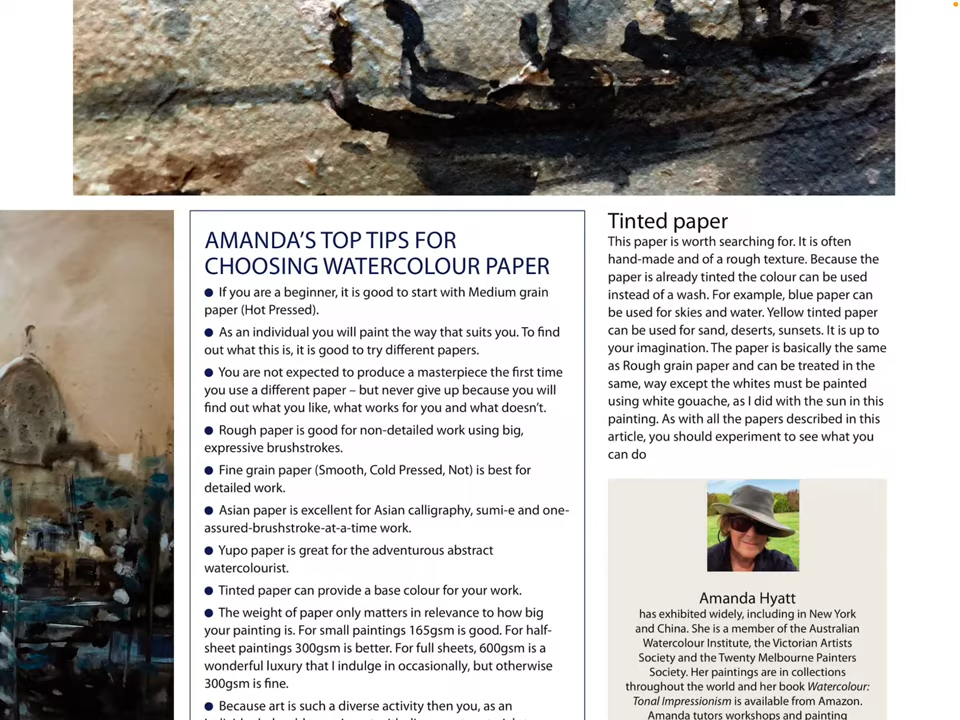 AMANDA'S TOP TIPS FOR
CHOOSING WATERCOLOUR PAPER
● If you are a beginner, it is good to start with Medium grain
paper (Hot Pressed).
● As an individual you will paint the way that suits you. To find
out what this is, it is good to try different papers.
● You are not expected to produce a masterpiece the first time
you use a different paper – but never give up because you will
find out what you like, what works for you and what doesn't.
● Rough paper is good for non-detailed work using big,
expressive brushstrokes.
● Fine grain paper (Smooth, Cold Pressed, Not) is best for
detailed work.
● Asian paper is excellent for Asian calligraphy, sumi-e and one-
assured-brushstroke-at-a-time work.
● Yupo paper is great for the adventurous abstract
watercolourist.
● Tinted paper can provide a base colour for your work.
● The weight of paper only matters in relevance to how big
your painting is. For small paintings 165gsm is good. For half-
sheet paintings 300gsm is better. For full sheets, 600gsm is a
wonderful luxury that I indulge in occasionally, but otherwise
300gsm is fine.
● Because art is such a diverse activity then you, as an
Tinted paper
This paper is worth searching for. It is often
hand-made and of a rough texture. Because the
paper is already tinted the colour can be used
instead of a wash. For example, blue paper can
be used for skies and water. Yellow tinted paper
can be used for sand, deserts, sunsets. It is up to
your imagination. The paper is basically the same
as Rough grain paper and can be treated in the
same, way except the whites must be painted
using white gouache, as I did with the sun in this
painting. As with all the papers described in this
article, you should experiment to see what you
can do
Amanda Hyatt
has exhibited widely, including in New York
and China. She is a member of the Australian
Watercolour Institute, the Victorian Artists
Society and the Twenty Melbourne Painters
Society. Her paintings are in collections
throughout the world and her book Watercolour:
Tonal Impressionism is available from Amazon.
Amanda tutors workshops and painting